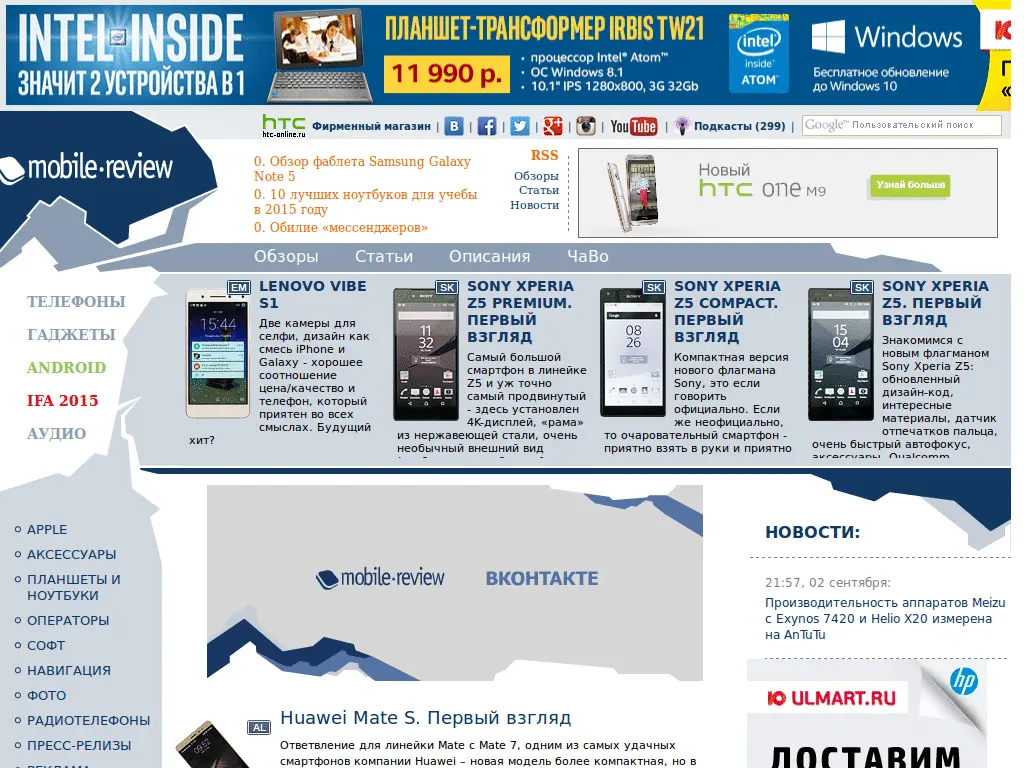 INTEL INSIDE
ЗНАЧИТ 2 УСТРОЙСТВА В 1
ПЛАНШЕТ-ТРАНСФОРМЕР IRBIS TW21
11 990 р.
• процессор Intel® Atom™
• ОС Windows 8.1
• 10.1" IPS 1280x800, 3G 32Gb
intel inside™
ATOM™
Windows
Бесплатное обновление
до Windows 10
htc
htc-online.ru
Фирменный магазин | | | | | | You Tube | Подкасты (299) |
Google™ Пользовательский поиск
mobile-review
0. Обзор фаблета Samsung Galaxy
Note 5
0. 10 лучших ноутбуков для учебы
в 2015 году
0. Обилие «мессенджеров»
RSS
Обзоры
Статьи
Новости
Новый
htc one M9
Узнай больше
Обзоры Статьи Описания ЧаВо
ТЕЛЕФОНЫ
ГАДЖЕТЫ
ANDROID
IFA 2015
АУДИО
EM
LENOVO VIBE
S1
Две камеры для
селфи, дизайн как
смесь iPhone и
Galaxy - хорошее
соотношение
цена/качество и
телефон, который
приятен во всех
смыслах. Будущий
хит?
SK
SONY XPERIA
Z5 PREMIUM.
ПЕРВЫЙ
ВЗГЛЯД
Самый большой
смартфон в линейке
Z5 и уж точно
самый продвинутый
- здесь установлен
4K-дисплей, «рама»
из нержавеющей стали, очень
необычный внешний вид
SK
SONY XPERIA
Z5 COMPACT.
ПЕРВЫЙ
ВЗГЛЯД
Компактная версия
нового флагмана
Sony, это если
говорить
официально. Если
же неофициально,
то очаровательный смартфон -
приятно взять в руки и приятно
SK
SONY XPERIA
Z5. ПЕРВЫЙ
ВЗГЛЯД
Знакомимся с
новым флагманом
Sony Xperia Z5:
обновленный
дизайн-код,
интересные
материалы, датчик
отпечатков пальца,
очень быстрый автофокус,
аксессуары. Qualcomm
APPLE
АКСЕССУАРЫ
ПЛАНШЕТЫ И
НОУТБУКИ
ОПЕРАТОРЫ
СОФТ
НАВИГАЦИЯ
ФОТО
РАДИОТЕЛЕФОНЫ
ПРЕСС-РЕЛИЗЫ
РЕКЛАМА
mobile-review ВКОНТАКТЕ
AL
Huawei Mate S. Первый взгляд
Ответвление для линейки Mate с Mate 7, одним из самых удачных
смартфонов компании Huawei – новая модель более компактная, но в
НОВОСТИ:
21:57, 02 сентября:
Производительность аппаратов Meizu
с Exynos 7420 и Helio X20 измерена
на AnTuTu
ULMART.RU
hp
ДОСТАВИМ